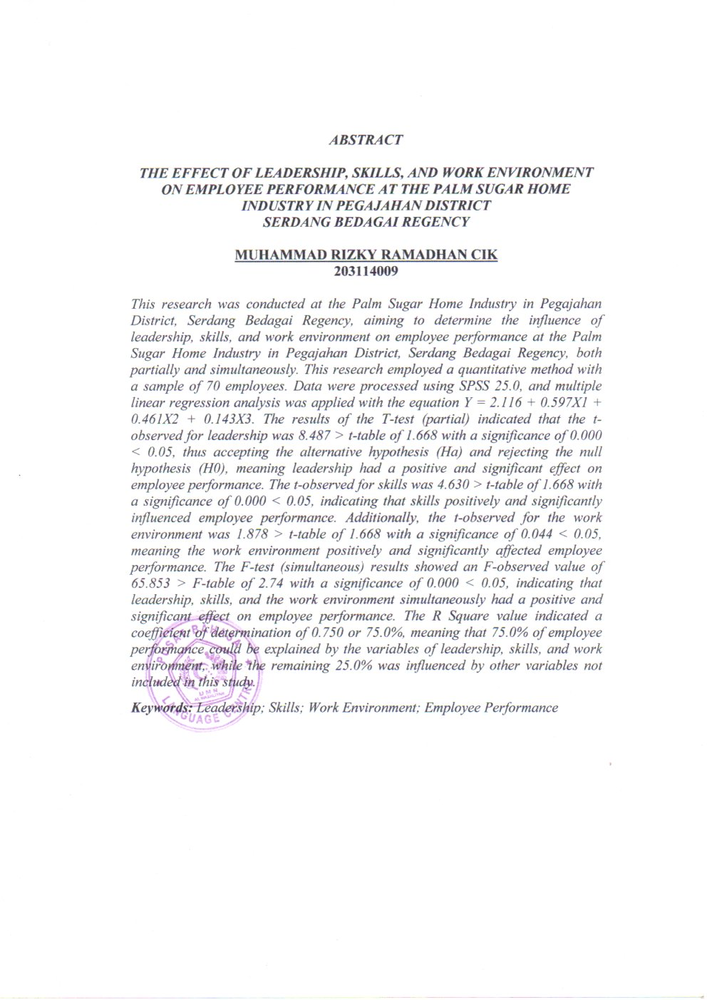 ABSTRACT
THE EFFECT OF LEADERSHIP, SKILLS, AND WORK ENVIRONMENT
ON EMPLOYEE PERFORMANCE AT THE PALM SUGAR HOME
INDUSTRY IN PEGAJAHAN DISTRICT
SERDANG BEDAGAI REGENCY
MUHAMMAD RIZKY RAMADHAN CIK
203114009
This research was conducted at the Palm Sugar Home Industry in Pegajahan
District, Serdang Bedagai Regency, aiming to determine the influence of
leadership, skills, and work environment on employee performance at the Palm
Sugar Home Industry in Pegajahan District, Serdang Bedagai Regency, both
partially and simultaneously. This research employed a quantitative method with
a sample of 70 employees. Data were processed using SPSS 25.0, and multiple
linear regression analysis was applied with the equation Y = 2.116 + 0.597X1 +
0.461X2 + 0.143X3. The results of the T-test (partial) indicated that the t-
observed for leadership was 8.487 > t-table of 1.668 with a significance of 0.000
< 0.05, thus accepting the alternative hypothesis (Ha) and rejecting the null
hypothesis (H0), meaning leadership had a positive and significant effect on
employee performance. The t-observed for skills was 4.630 > t-table of 1.668 with
a significance of 0.000 < 0.05, indicating that skills positively and significantly
influenced employee performance. Additionally, the t-observed for the work
environment was 1.878 > t-table of 1.668 with a significance of 0.044 < 0.05,
meaning the work environment positively and significantly affected employee
performance. The F-test (simultaneous) results showed an F-observed value of
65.853 > F-table of 2.74 with a significance of 0.000 < 0.05, indicating that
leadership, skills, and the work environment simultaneously had a positive and
significant effect on employee performance. The R Square value indicated a
coefficient of determination of 0.750 or 75.0%, meaning that 75.0% of employee
performance could be explained by the variables of leadership, skills, and work
environment, while the remaining 25.0% was influenced by other variables not
included in this study.
Keywords: Leadership; Skills; Work Environment; Employee Performance
PUSAT BAHASA
UMN
AL WASHLIYAH
LANGUAGE CENTRE